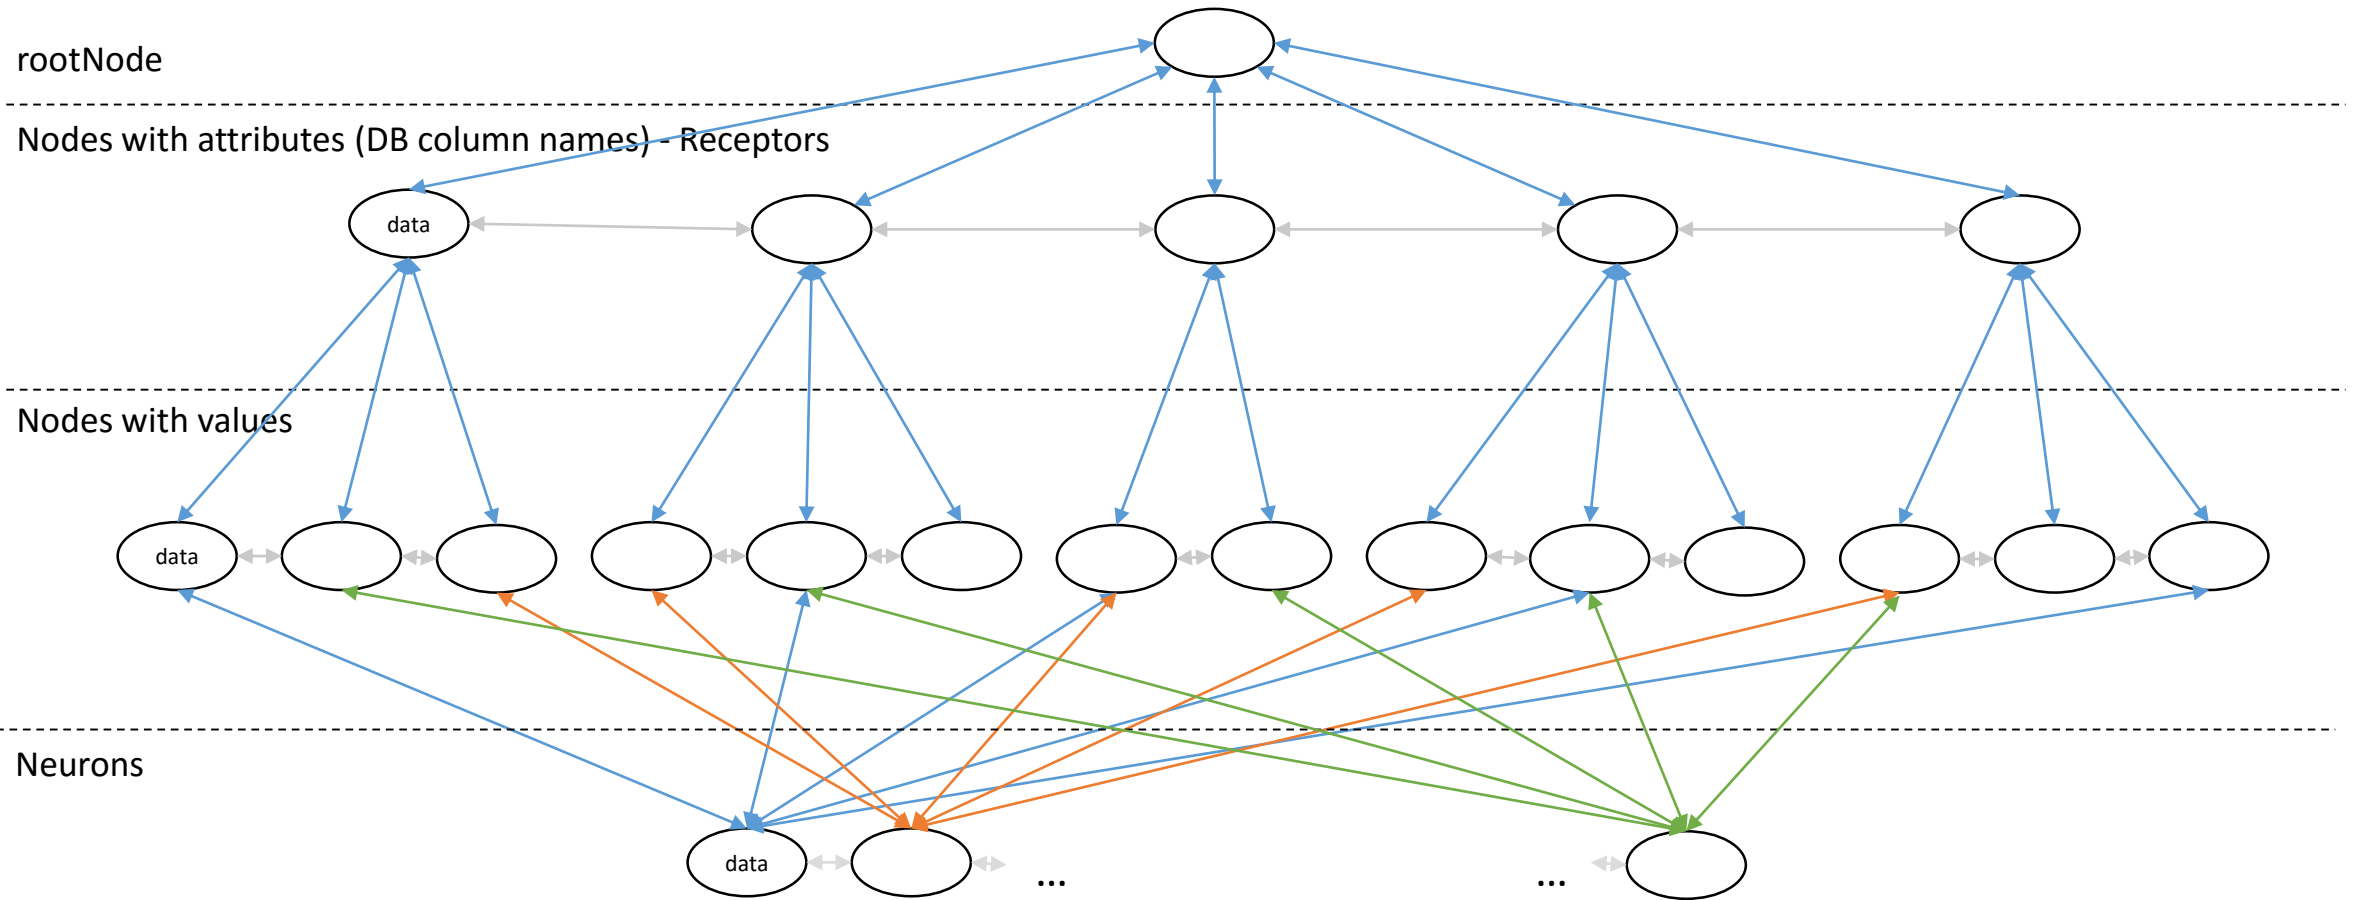 rootNode
Nodes with attributes (DB column names) - Receptors
data
Nodes with values
data
Neurons
data
...
...